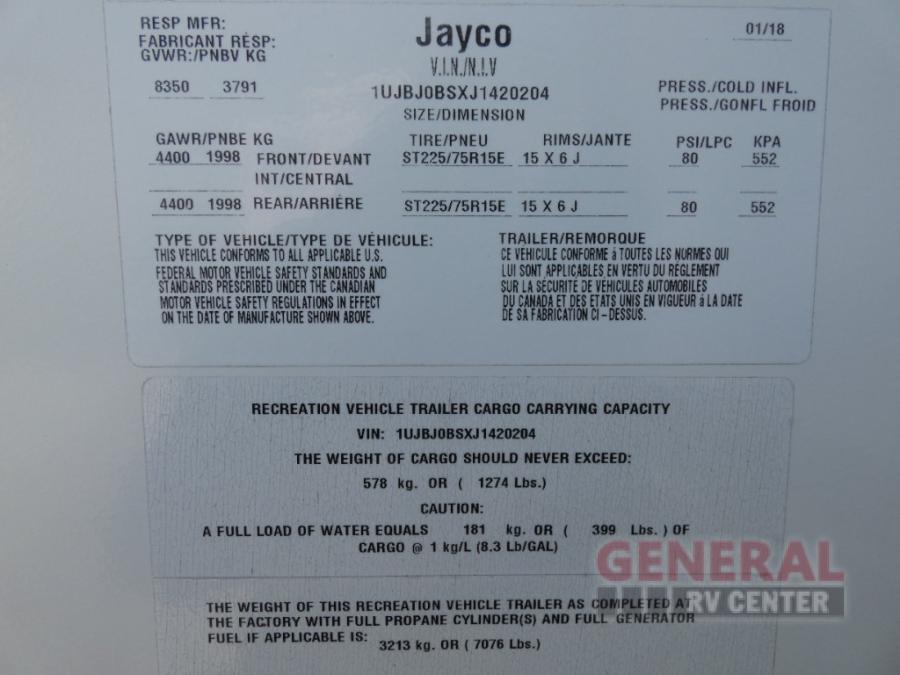 RESP MFR:
FABRICANT RÉSP:
GVWR:/PNBV KG
Jayco
01/18
V.I.N./N.I.V
8350 3791
1UJBJ0BSXJ1420204
PRESS./COLD INFL.
PRESS./GONFL FROID
SIZE/DIMENSION
GAWR/PNBE KG TIRE/PNEU RIMS/JANTE PSI/LPC KPA
4400 1998 FRONT/DEVANT ST225/75R15E 15 X 6 J 80 552
INT/CENTRAL
4400 1998 REAR/ARRIÈRE ST225/75R15E 15 X 6 J 80 552
TYPE OF VEHICLE/TYPE DE VÉHICULE: TRAILER/REMORQUE
THIS VEHICLE CONFORMS TO ALL APPLICABLE U.S.
FEDERAL MOTOR VEHICLE SAFETY STANDARDS AND
STANDARDS PRESCRIBED UNDER THE CANADIAN
MOTOR VEHICLE SAFETY REGULATIONS IN EFFECT
ON THE DATE OF MANUFACTURE SHOWN ABOVE.
CE VEHICULE CONFORME à TOUTES LES NORMES QUI
LUI SONT APPLICABLES EN VERTU DU RÉGLEMENT
SUR LA SÉCURITÉ DE VÉHICULES AUTOMOBILES
DU CANADA ET DES ETATS UNIS EN VIGUEUR à LA DATE
DE SA FABRICATION CI - DESSUS.
RECREATION VEHICLE TRAILER CARGO CARRYING CAPACITY
VIN: 1UJBJ0BSXJ1420204
THE WEIGHT OF CARGO SHOULD NEVER EXCEED:
578 kg. OR ( 1274 Lbs.)
CAUTION:
A FULL LOAD OF WATER EQUALS 181 kg. OR ( 399 Lbs. ) OF
CARGO @ 1 kg/L (8.3 Lb/GAL)
GENERAL
RV CENTER
THE WEIGHT OF THIS RECREATION VEHICLE TRAILER AS COMPLETED AT
THE FACTORY WITH FULL PROPANE CYLINDER(S) AND FULL GENERATOR
FUEL IF APPLICABLE IS: 3213 kg. OR ( 7076 Lbs.)